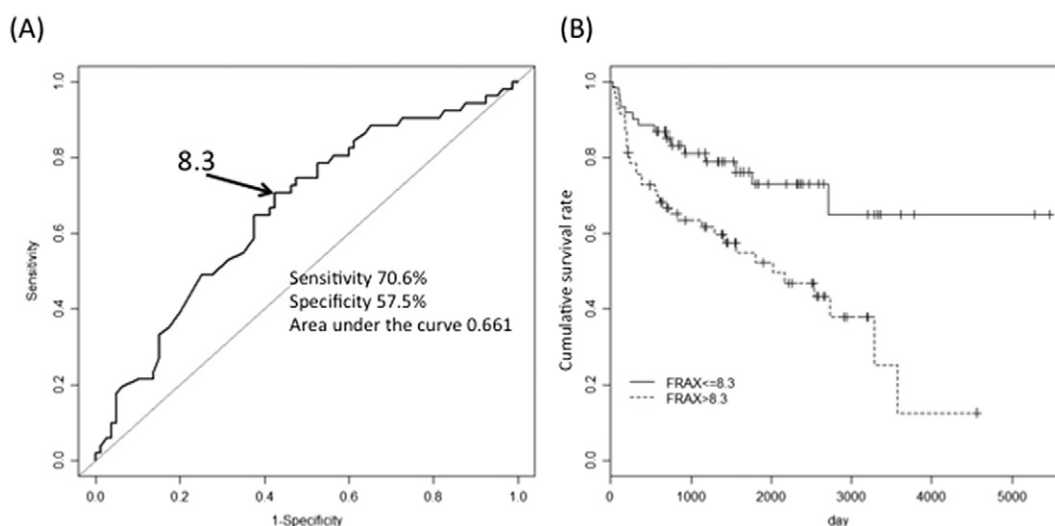 (A)
(B)
1.0
0.8
0.6
0.4
0.2
0.0
Sensitivity
8.3
Sensitivity 70.6%
Specificity 57.5%
Area under the curve 0.661
0.0 0.2 0.4 0.6 0.8 1.0
1-Specificity
1.0
0.8
0.6
0.4
0.2
0.0
Cumulative survival rate
FRAX<=8.3
FRAX>8.3
0 1000 2000 3000 4000 5000
day